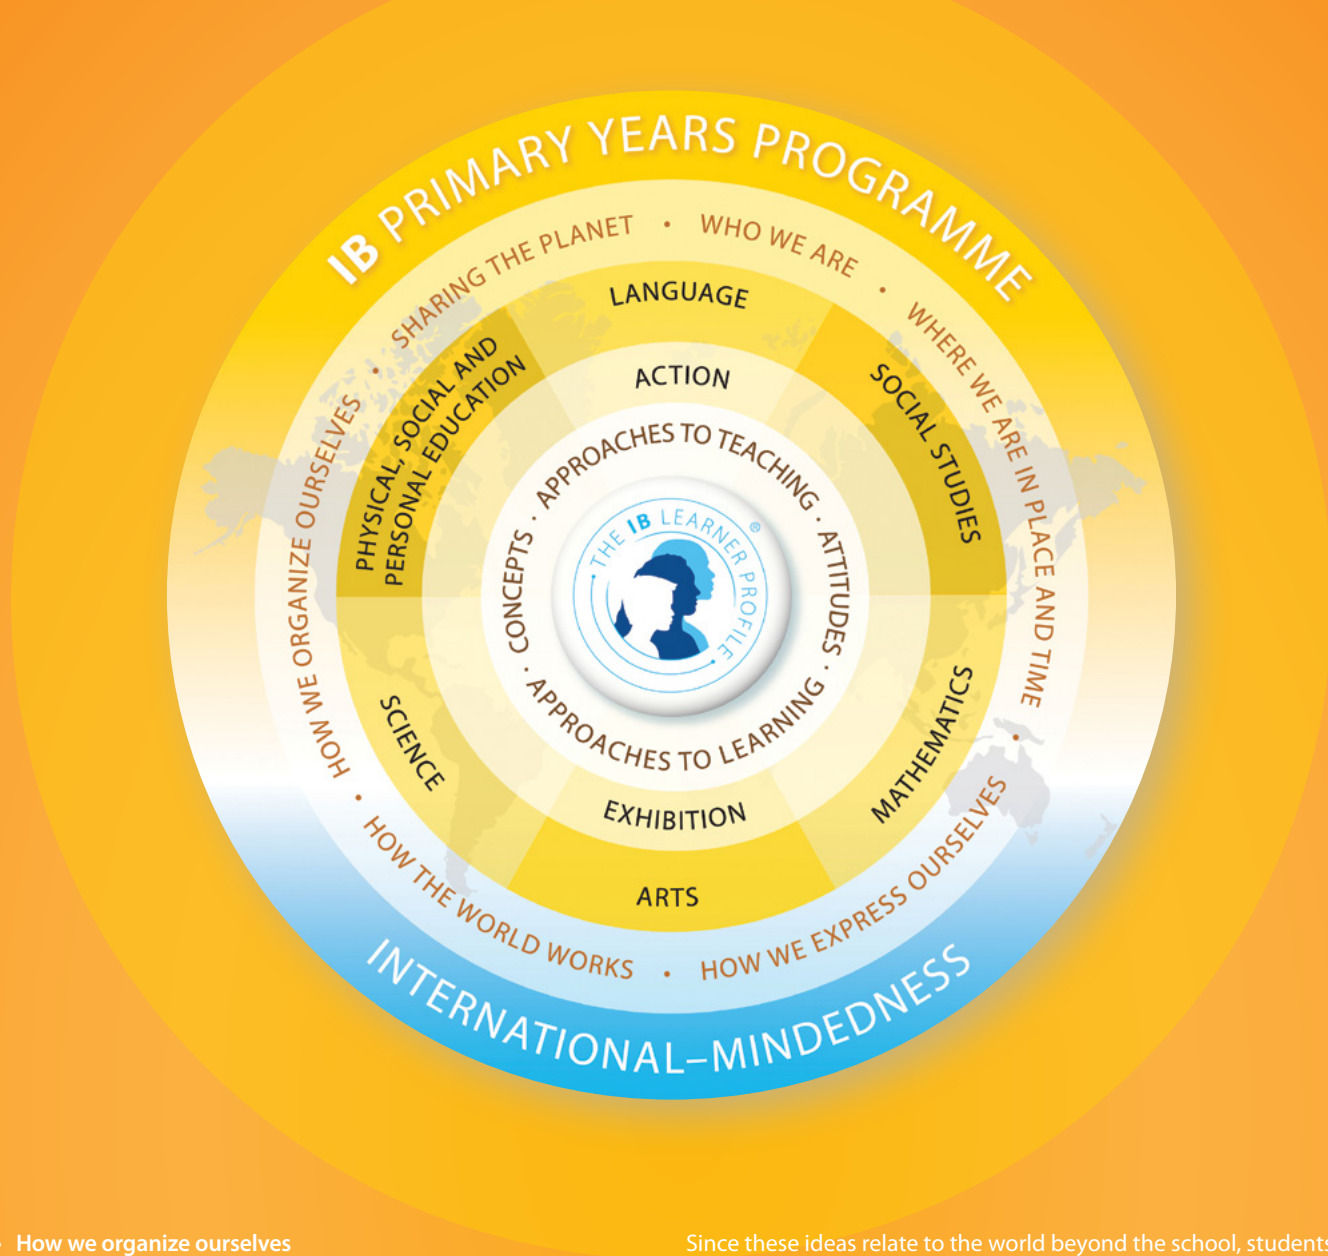 IB PRIMARY YEARS PROGRAMME
SHARING THE PLANET • WHO WE ARE • WHERE WE ARE IN PLACE AND TIME • HOW WE EXPRESS OURSELVES • HOW THE WORLD WORKS • HOW WE ORGANIZE OURSELVES •
LANGUAGE
SOCIAL STUDIES
MATHEMATICS
ARTS
SCIENCE
PHYSICAL, SOCIAL AND
PERSONAL EDUCATION
ACTION
EXHIBITION
APPROACHES TO TEACHING · ATTITUDES · APPROACHES TO LEARNING · CONCEPTS ·
· THE IB LEARNER PROFILE ·
®
INTERNATIONAL–MINDEDNESS
• How we organize ourselves
Since these ideas relate to the world beyond the school, students